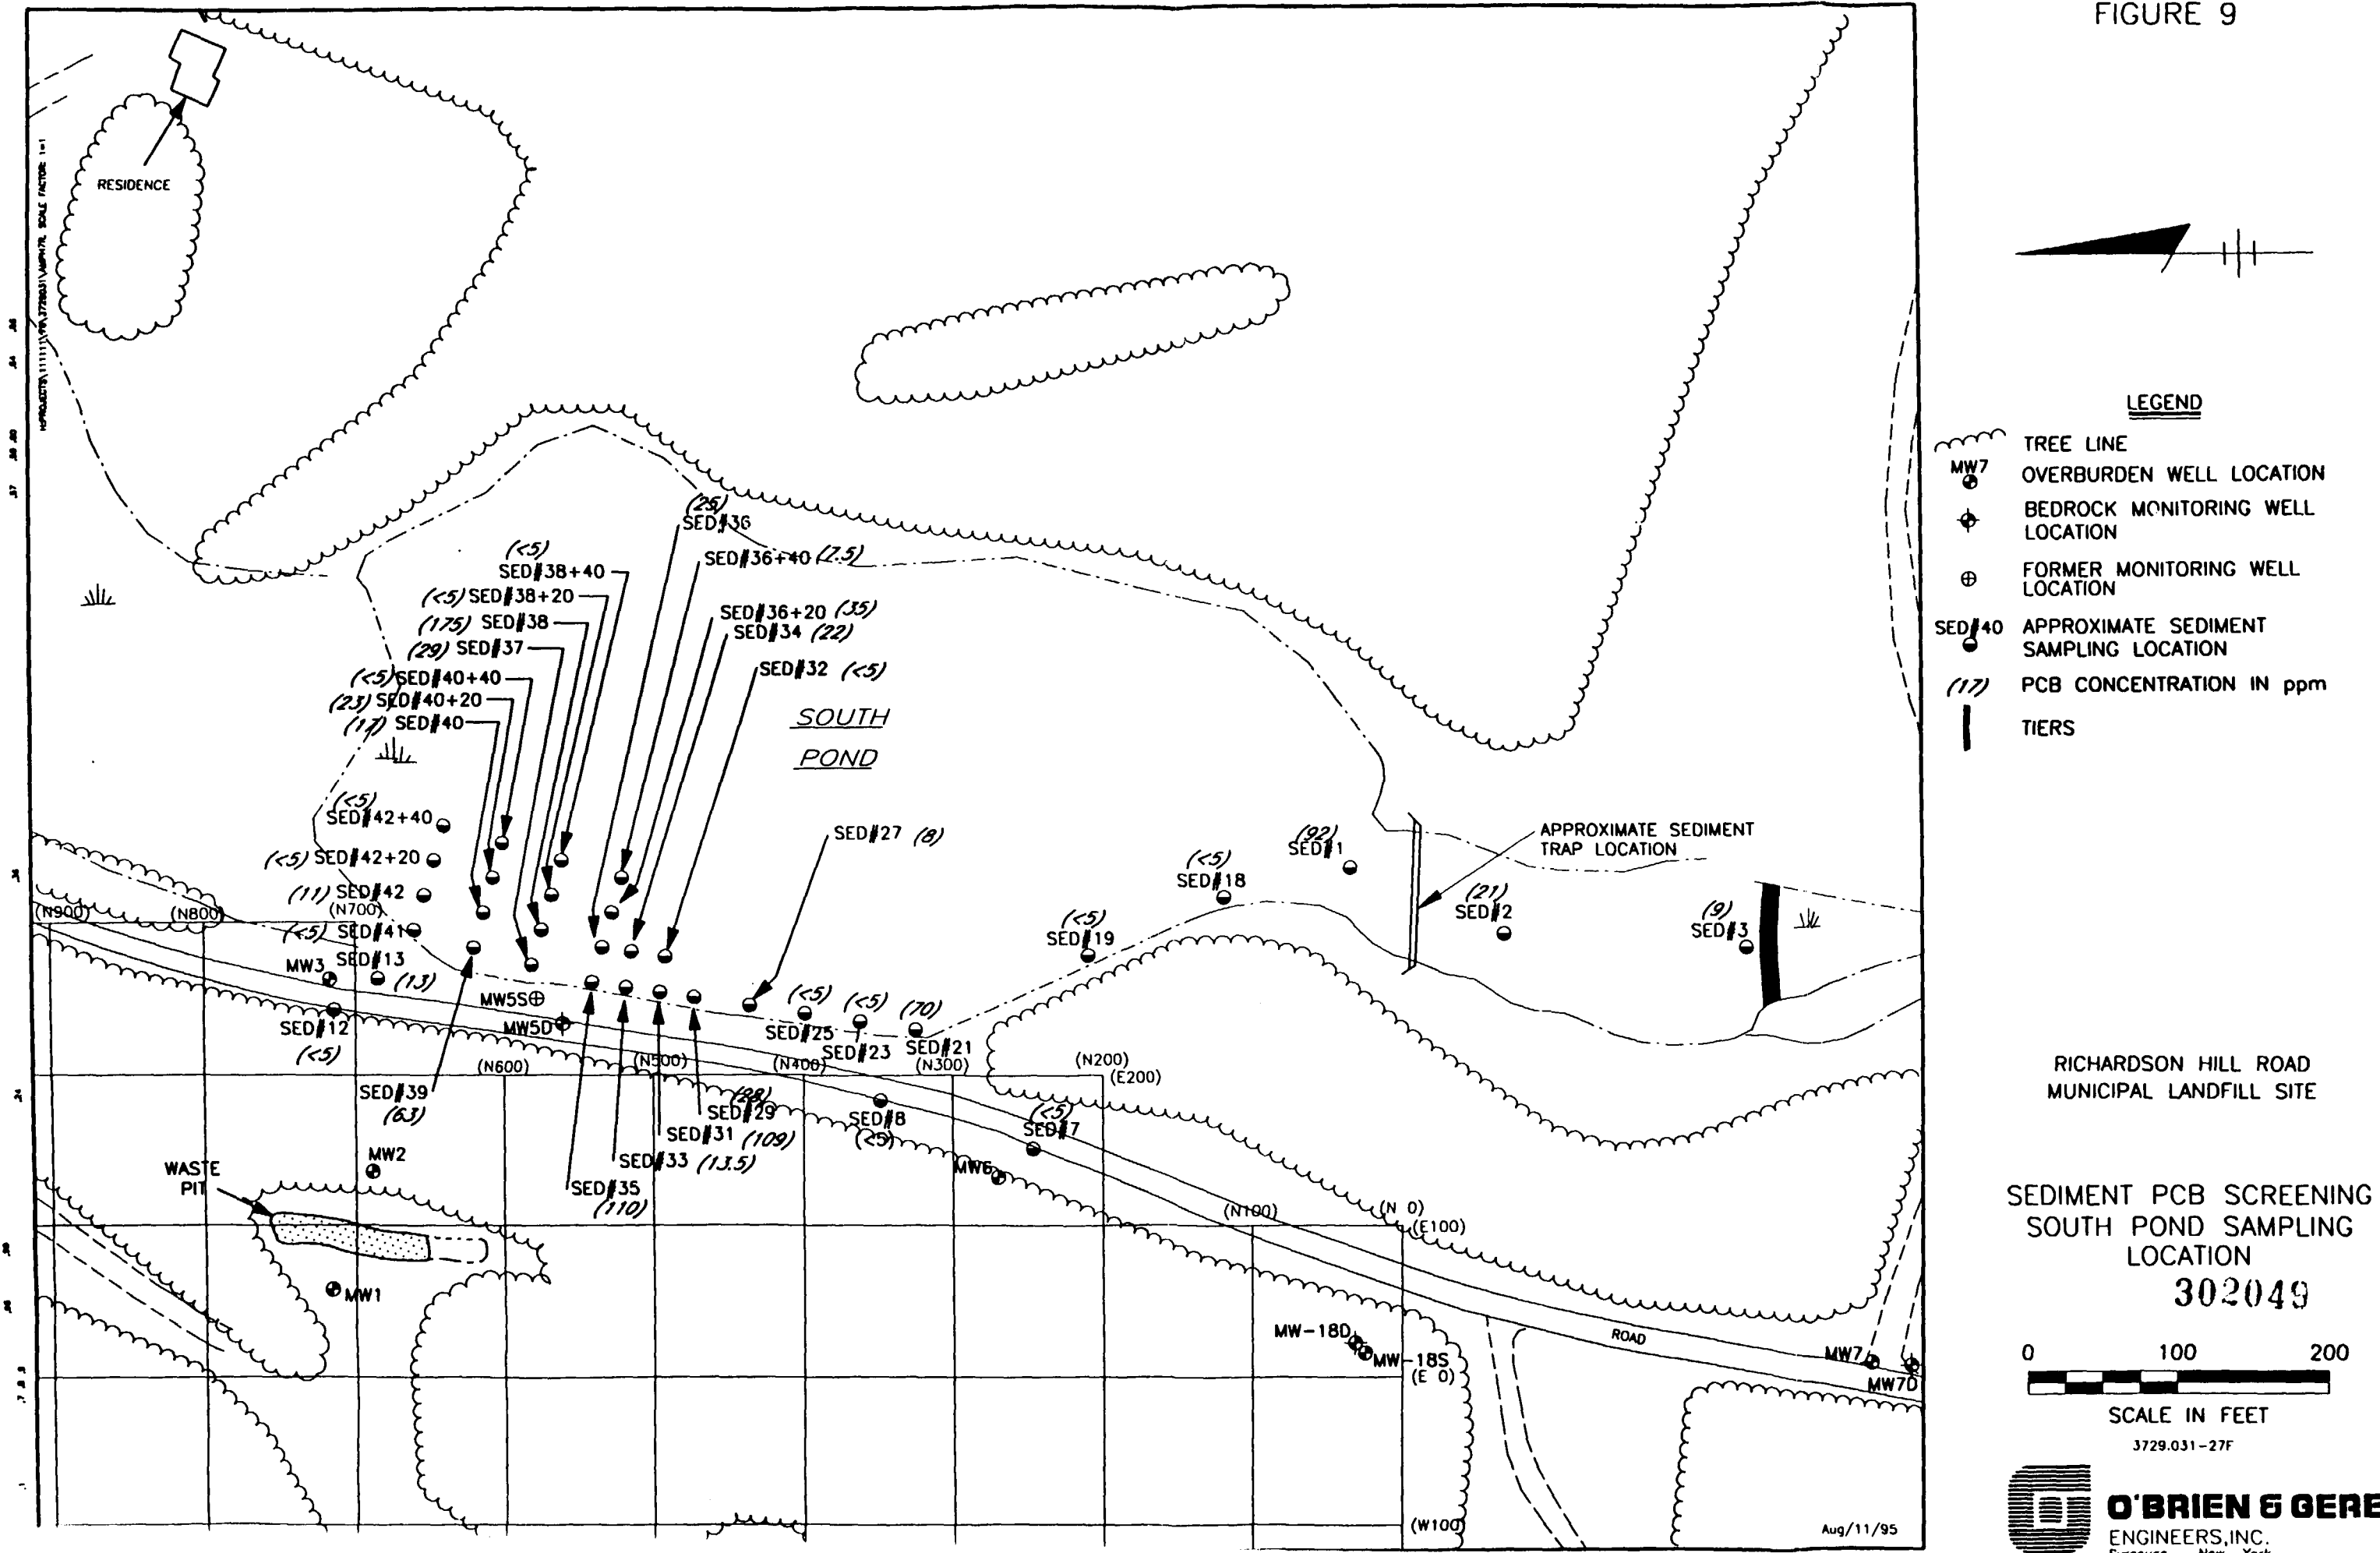 FIGURE 9
RESIDENCE
SCALE FACTOR: 1=1
LEGEND
TREE LINE
MW7
OVERBURDEN WELL LOCATION
BEDROCK MONITORING WELL
LOCATION
FORMER MONITORING WELL
LOCATION
SED#40
APPROXIMATE SEDIMENT
SAMPLING LOCATION
(17)
PCB CONCENTRATION IN ppm
TIERS
(25)
SED#36
SED#36+40 (7.5)
(<5)
SED#38+40
(<5) SED#38+20
(175) SED#38
(29) SED#37
(<5) SED#40+40
(23) SED#40+20
(17) SED#40
SED#36+20 (35)
SED#34 (22)
SED#32 (<5)
SOUTH
POND
(<5)
SED#42+40
(<5) SED#42+20
(11) SED#42
(N900)
(N800)
(N700)
(<5) SED#41
SED#13
(13)
MW3
SED#12
(<5)
MW5S
MW5D
SED#27 (8)
(<5)
SED#25
(<5)
SED#23
(70)
SED#21
(<5)
SED#19
(<5)
SED#18
(92)
SED#1
APPROXIMATE SEDIMENT
TRAP LOCATION
(21)
SED#2
(9)
SED#3
(N600)
(N500)
(N400)
(N300)
(N200)
(E200)
SED#39
(63)
(28)
SED#29
SED#31 (109)
SED#33 (13.5)
SED#35
(110)
SED#8
(<5)
(<5)
SED#7
MW6
MW2
WASTE
PIT
MW1
(N100)
(N 0)
(E100)
MW-18D
MW-18S
(E 0)
ROAD
MW7
MW7D
(W100)
Aug/11/95
RICHARDSON HILL ROAD
MUNICIPAL LANDFILL SITE
SEDIMENT PCB SCREENING
SOUTH POND SAMPLING
LOCATION
302049
0 100 200
SCALE IN FEET
3729.031-27F
O'BRIEN & GERE
ENGINEERS, INC.